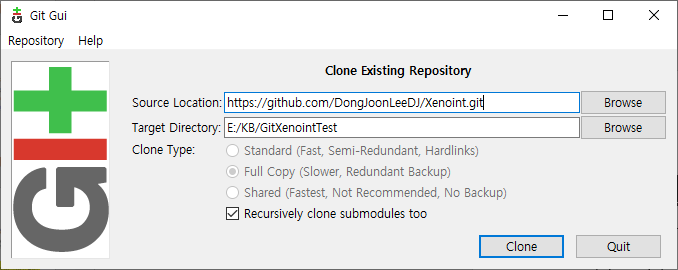 Git Gui
Repository Help
Clone Existing Repository
Source Location: https://github.com/DongJoonLeeDJ/Xenoint.git Browse
Target Directory: E:/KB/GitXenointTest Browse
Clone Type: Standard (Fast, Semi-Redundant, Hardlinks)
Full Copy (Slower, Redundant Backup)
Shared (Fastest, Not Recommended, No Backup)
Recursively clone submodules too
Clone Quit